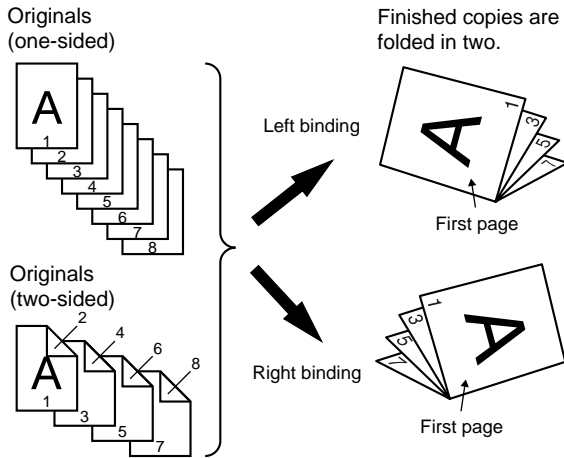 Originals
(one-sided)
A
1
2
3
4
5
6
7
8
Originals
(two-sided)
2
4
6
8
A
1
3
5
7
Left binding
Right binding
Finished copies are
folded in two.
A
1
3
5
7
First page
1
3
5
7
A
First page